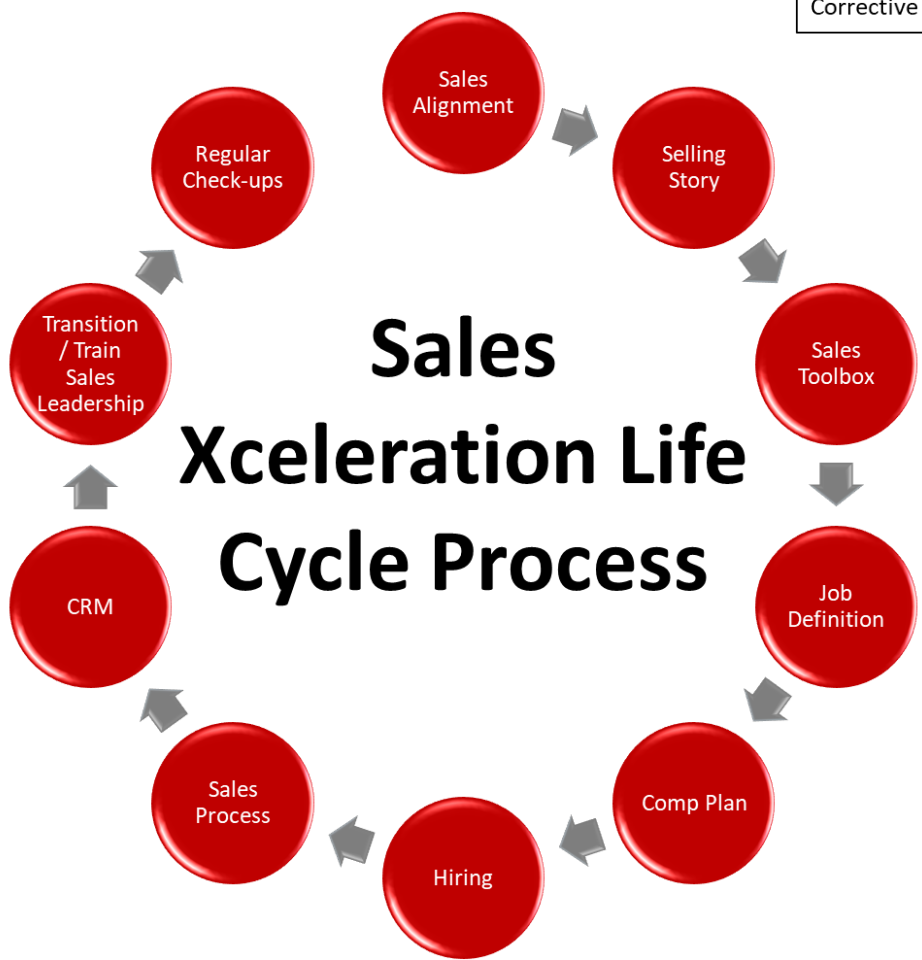 Corrective
Sales
Alignment
Selling
Story
Sales
Toolbox
Job
Definition
Comp Plan
Hiring
Sales
Process
CRM
Transition
/ Train
Sales
Leadership
Regular
Check-ups
Sales
Xceleration Life
Cycle Process